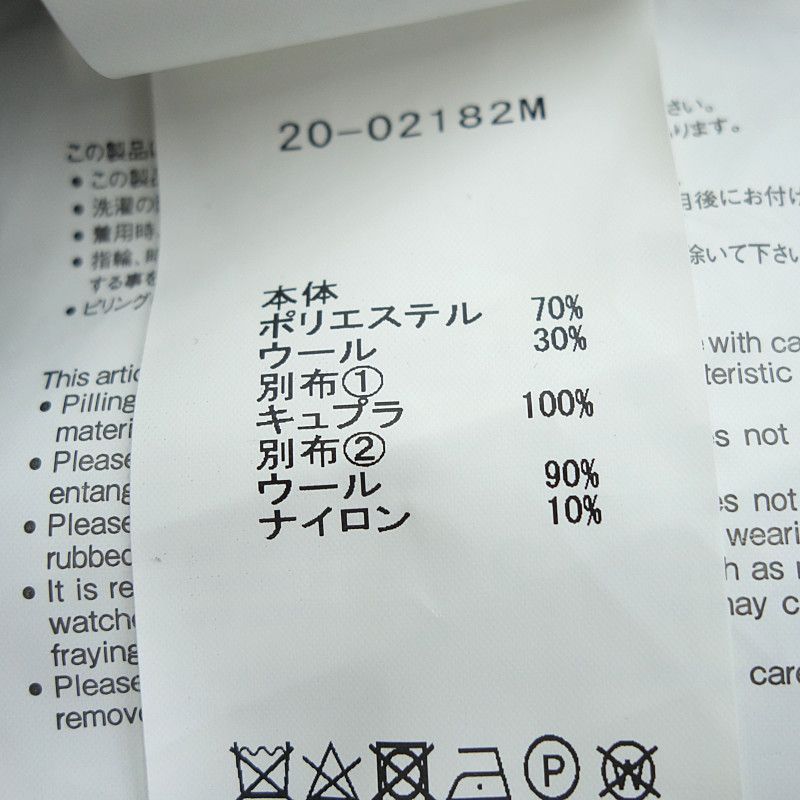 20-02182M
本体
ポリエステル 70%
ウール 30%
別布①
キュプラ 100%
別布②
ウール 90%
ナイロン 10%
P
W
この製品
• この製品
• 洗濯の
• 着用時
• 指輪、
する事を
• ピリング
This artic
• Pilling
materi
• Please
entang
• Please
rubbed
• It is re
watche
fraying
• Please
remove
さい。
ります。
月後にお付け
除いて下さい
with ca
teristic
s not
s not
weari
h as
may c
care